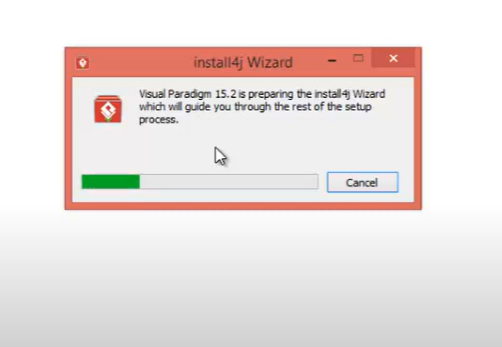 install4j Wizard
Visual Paradigm 15.2 is preparing the install4j Wizard
which will guide you through the rest of the setup
process.
Cancel